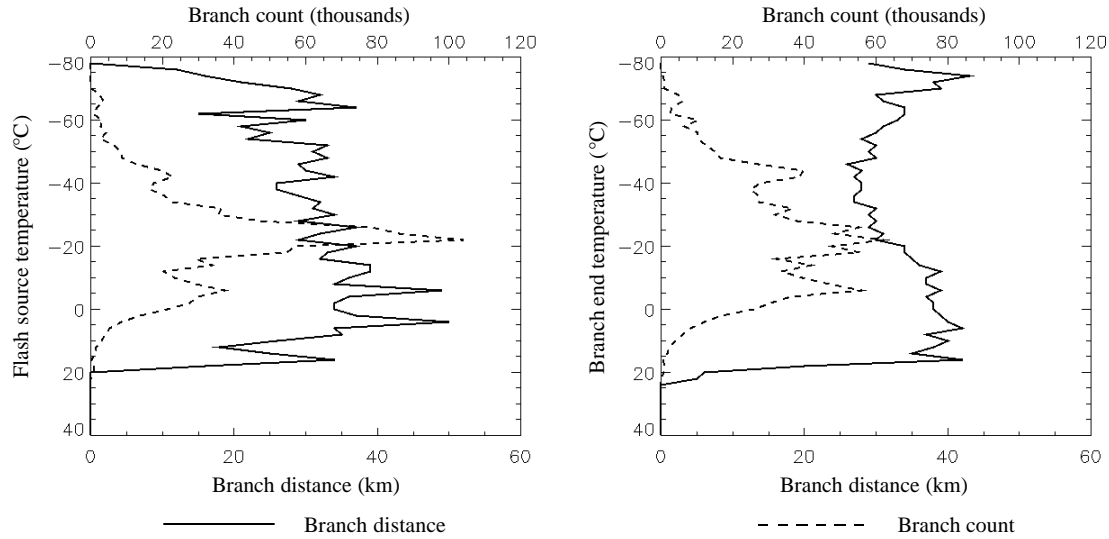 Branch count (thousands)
0 20 40 60 80 100 120
−80
−60
−40
−20
0
20
40
Flash source temperature (°C)
0 20 40 60
Branch distance (km)
Branch count (thousands)
0 20 40 60 80 100 120
−80
−60
−40
−20
0
20
40
Branch end temperature (°C)
0 20 40 60
Branch distance (km)
Branch distance
Branch count